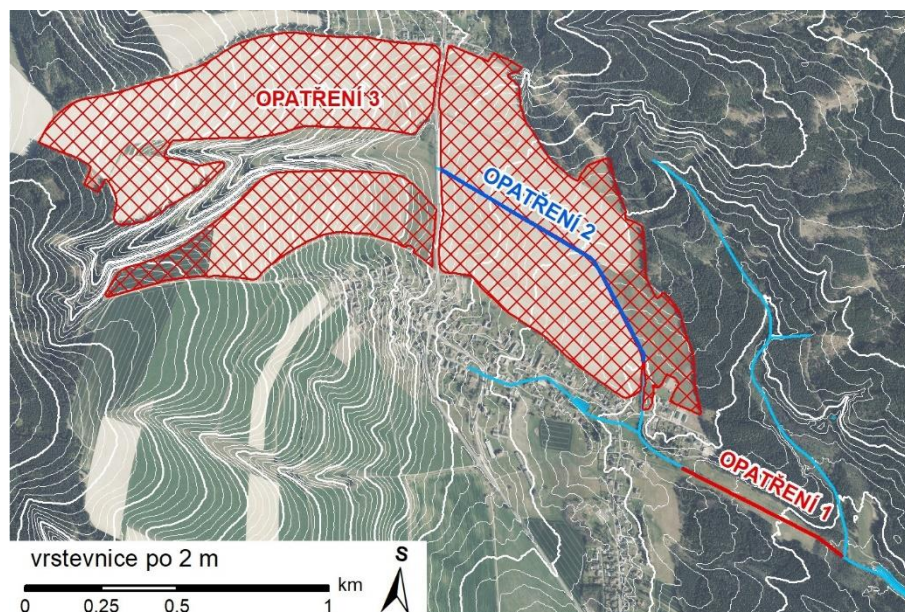 OPATŘENÍ 3
OPATŘENÍ 2
OPATŘENÍ 1
vrstevnice po 2 m
S
km
0 0.25 0.5 1